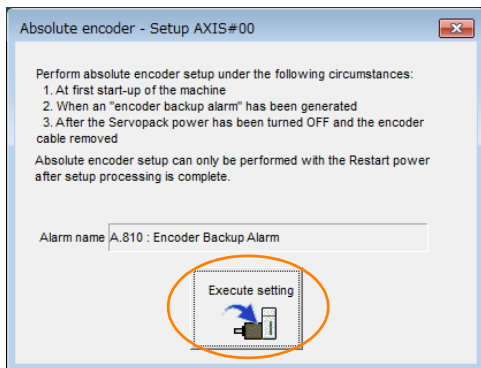 Absolute encoder - Setup AXIS#00
Perform absolute encoder setup under the following circumstances:
1. At first start-up of the machine
2. When an "encoder backup alarm" has been generated
3. After the Servopack power has been turned OFF and the encoder
cable removed
Absolute encoder setup can only be performed with the Restart power
after setup processing is complete.
Alarm name A.810 : Encoder Backup Alarm
Execute setting